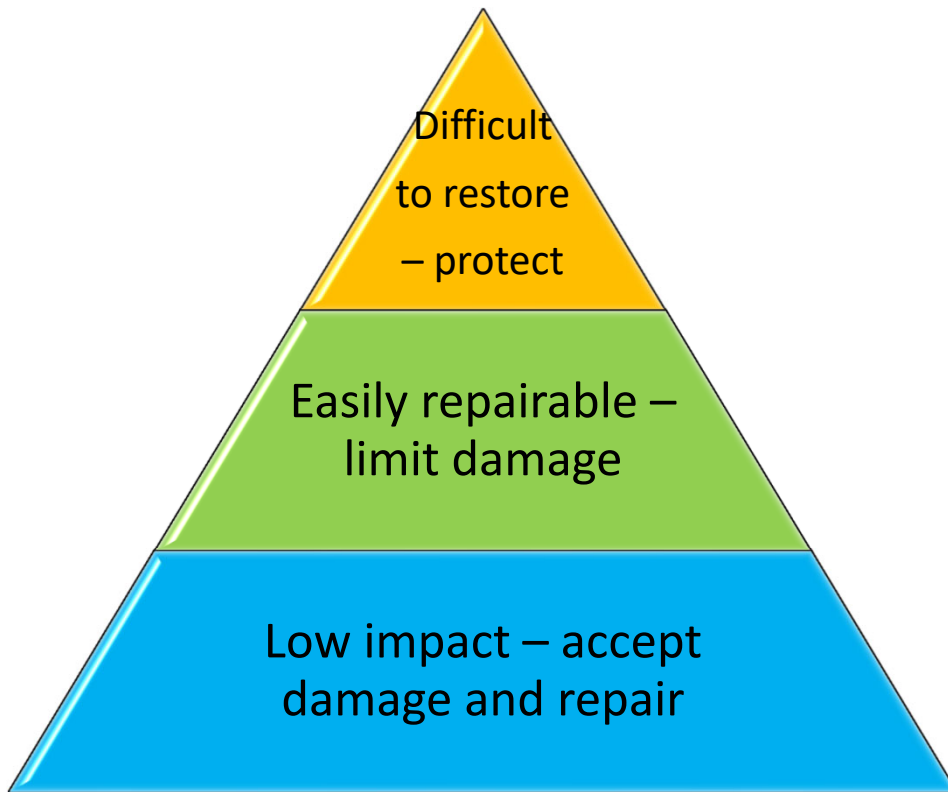 Difficult
to restore
– protect
Easily repairable –
limit damage
Low impact – accept
damage and repair